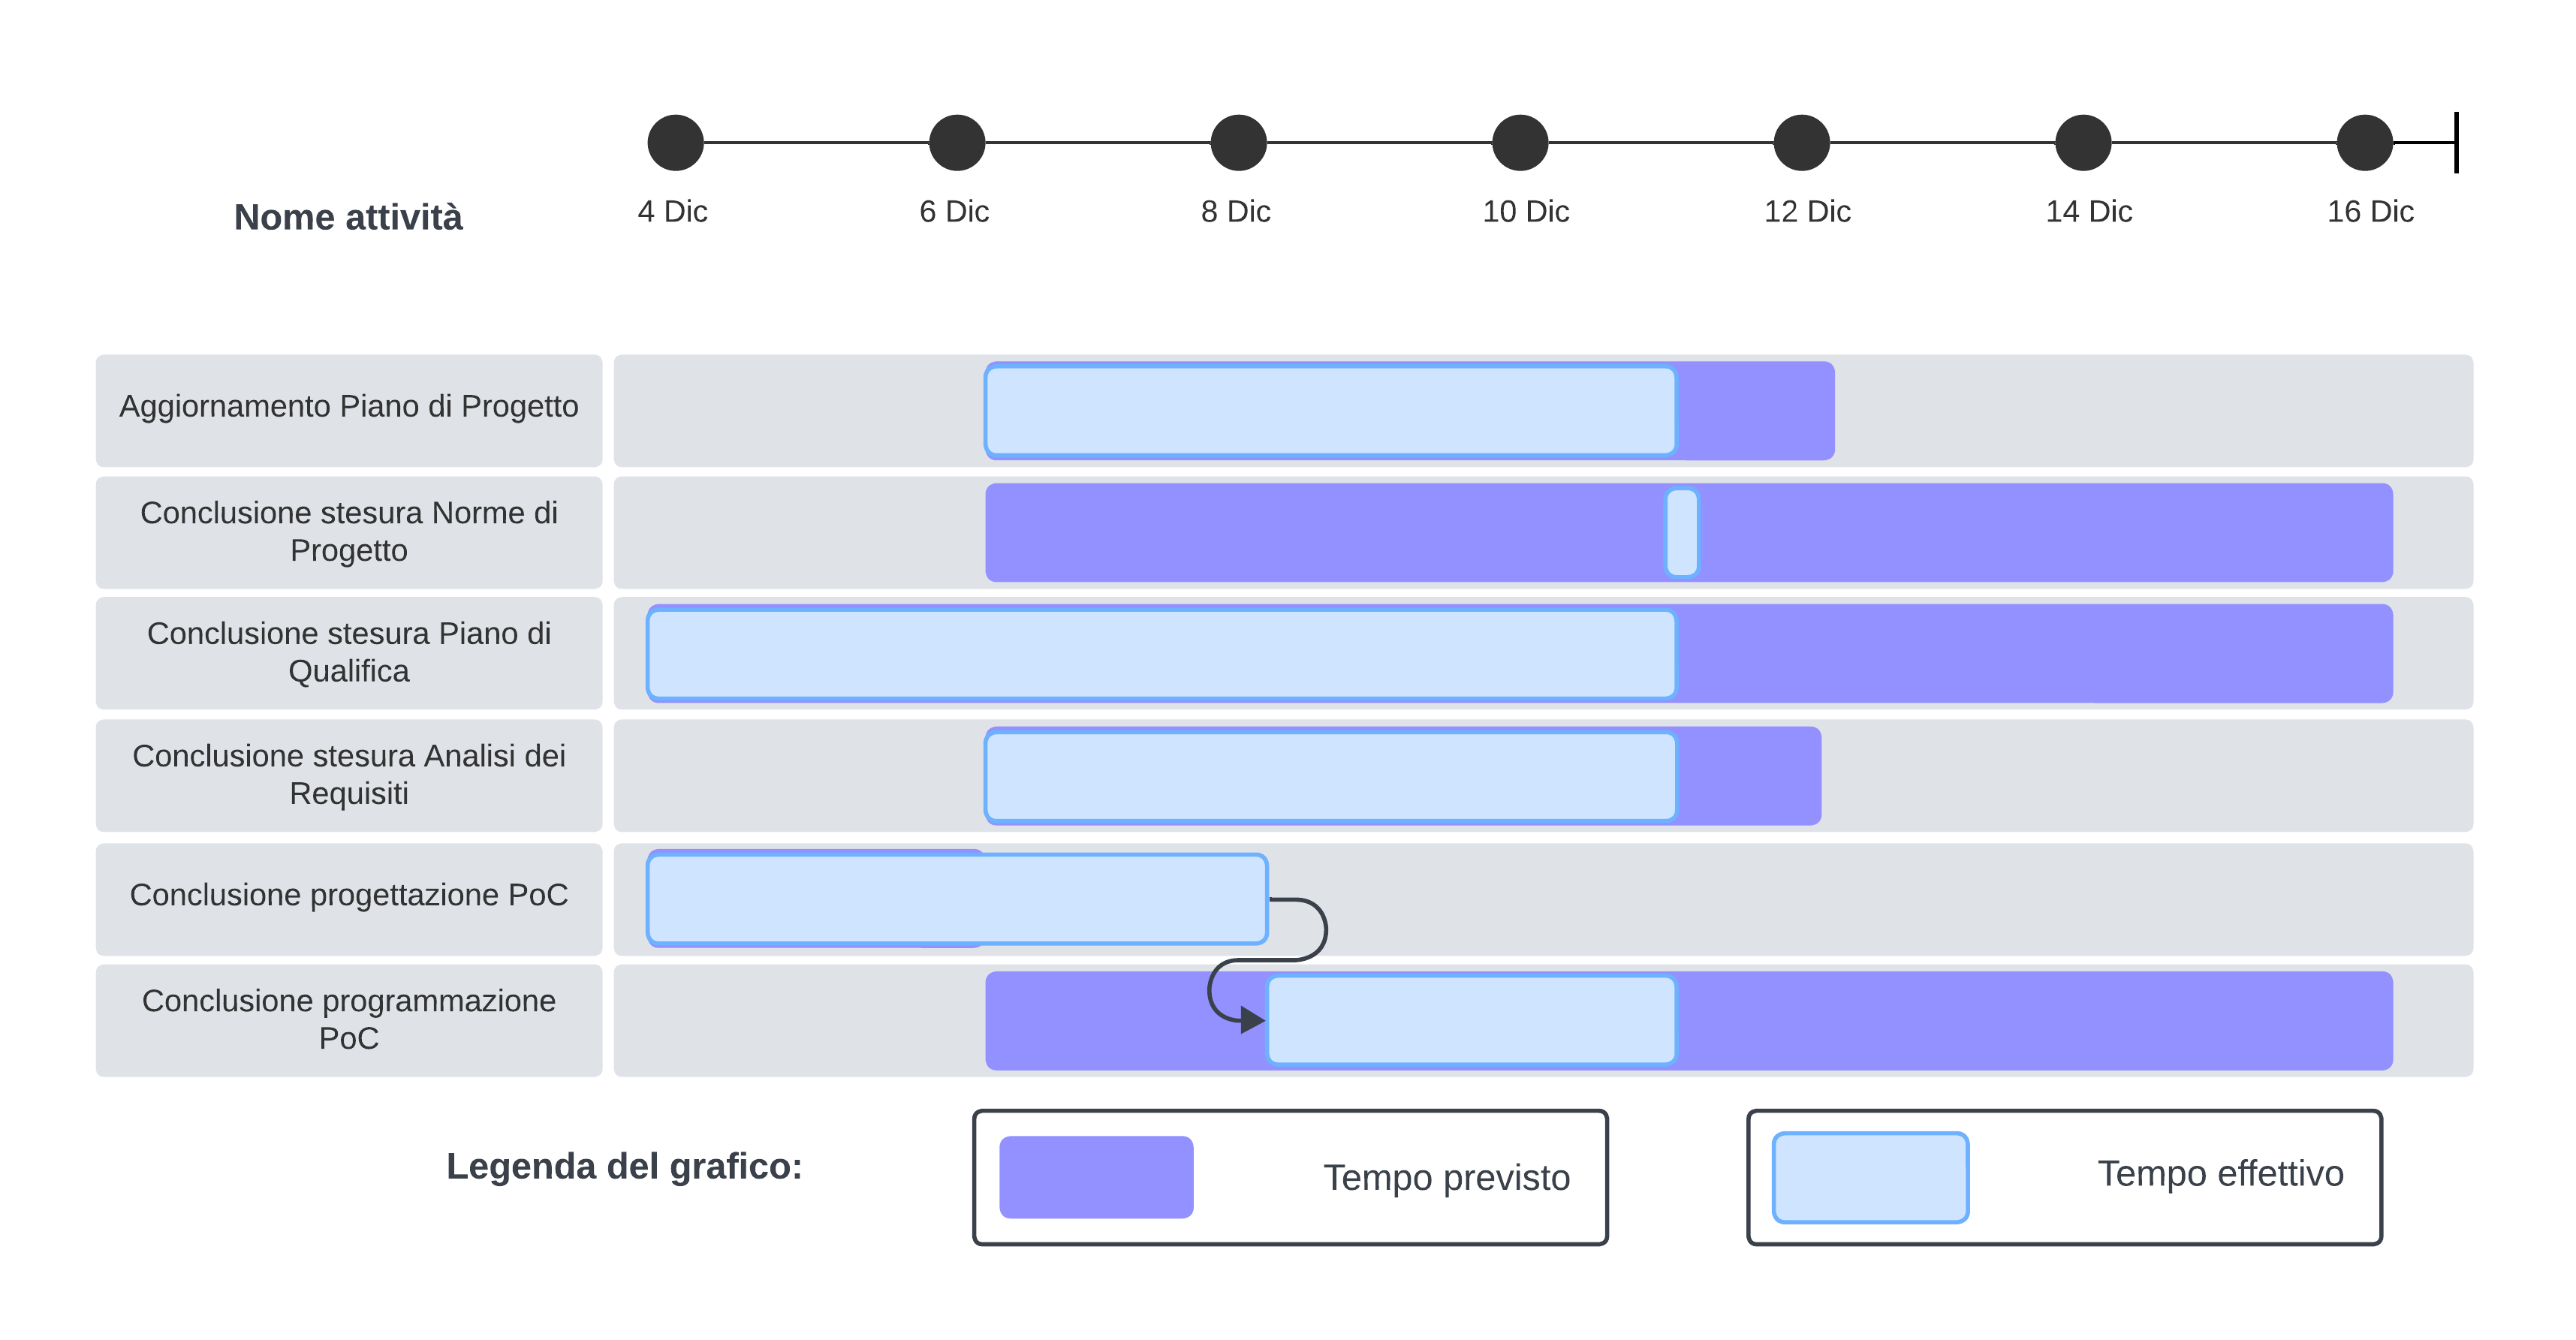 4 Dic
6 Dic
8 Dic
10 Dic
12 Dic
14 Dic
16 Dic
Nome attività
Aggiornamento Piano di Progetto
Conclusione stesura Norme di
Progetto
Conclusione stesura Piano di
Qualifica
Conclusione stesura Analisi dei
Requisiti
Conclusione progettazione PoC
Conclusione programmazione
PoC
Legenda del grafico:
Tempo previsto
Tempo effettivo